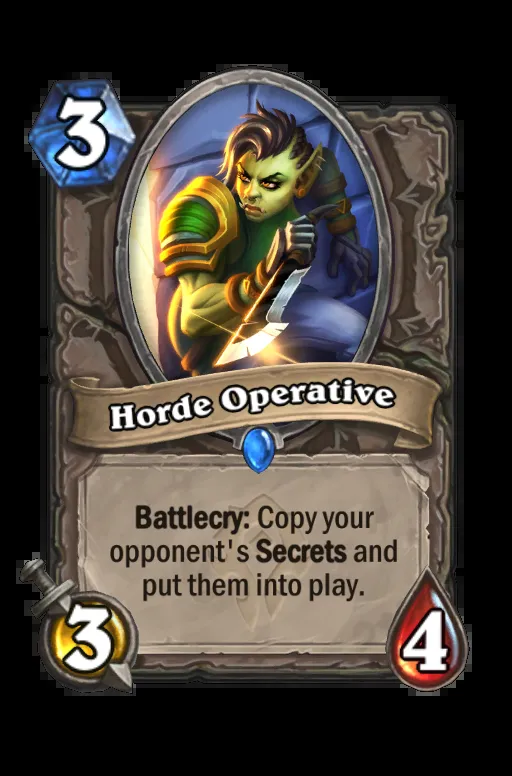 3
Horde Operative
Battlecry: Copy your
opponent's Secrets and
put them into play.
3
4